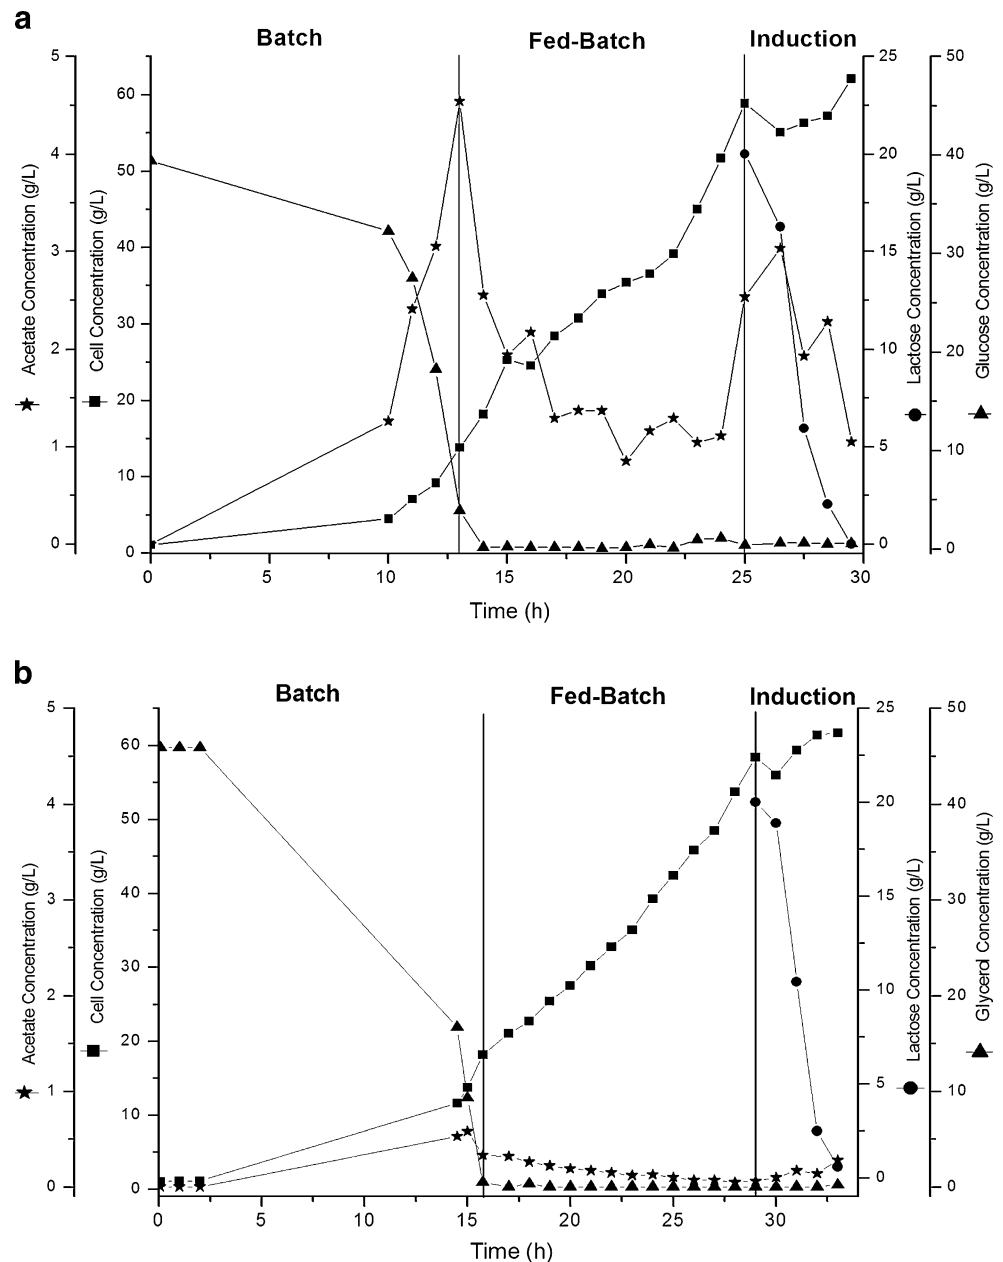 a
Batch
Fed-Batch
Induction
5
4
3
2
1
0
Acetate Concentration (g/L)
60
50
40
30
20
10
0
Cell Concentration (g/L)
25
20
15
10
5
0
Lactose Concentration (g/L)
50
40
30
20
10
0
Glucose Concentration (g/L)
0 5 10 15 20 25 30
Time (h)
b
Batch
Fed-Batch
Induction
5
4
3
2
1
0
Acetate Concentration (g/L)
60
50
40
30
20
10
0
Cell Concentration (g/L)
25
20
15
10
5
0
Lactose Concentration (g/L)
50
40
30
20
10
0
Glycerol Concentration (g/L)
0 5 10 15 20 25 30
Time (h)